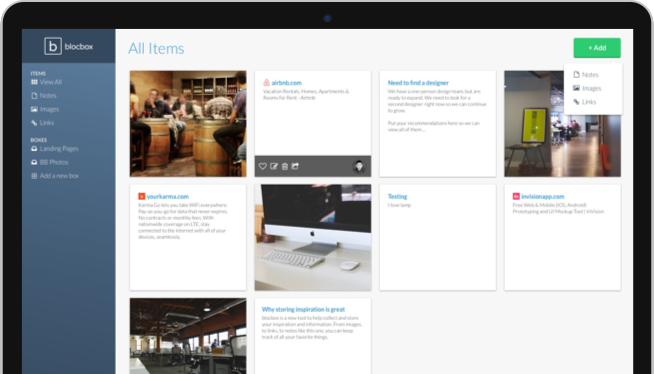 b blocbox
ITEMS
View All
Notes
Images
Links
BOXES
Landing Pages
BB Photos
Add a new box
All Items
+ Add
Notes
Images
Links
airbnb.com
Vacation Rentals, Homes, Apartments &
Rooms for Rent - Airbnb
Need to find a designer
We have a one-person design team, but are
ready to expand. We need to look for a
second designer right now so we can continue
to grow.
Put your recommendations here so we can
view all of them...
yourkarma.com
Karma Go lets you take WiFi everywhere.
Pay-as-you-go for data that never expires.
No contracts or monthly fees. With
nationwide coverage on LTE, stay
connected to the internet with all of your
devices, seamlessly.
Testing
I love lamp
in invisionapp.com
Free Web & Mobile (iOS, Android)
Prototyping and UI Mockup Tool | InVision
Why storing inspiration is great
blocbox is a new tool to help collect and store
your inspiration and information. From images,
to links, to notes like this one, you can keep
track of all your favorite things.